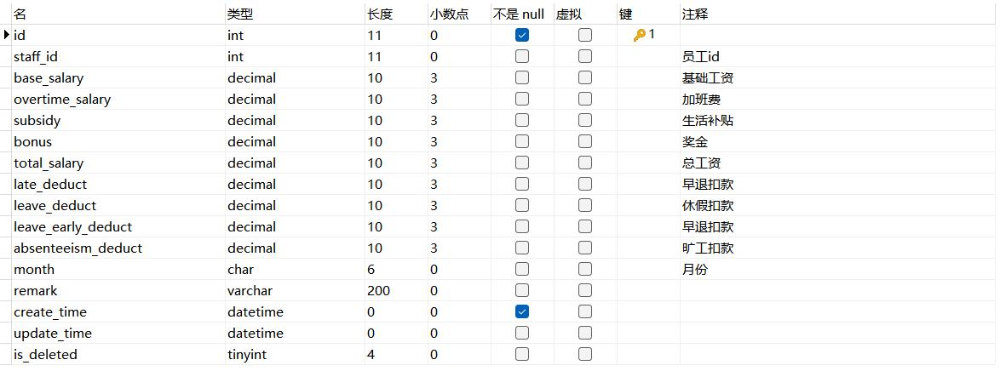 名 类型 长度 小数点 不是 null 虚拟 键 注释
id int 11 0 1
staff_id int 11 0 员工id
base_salary decimal 10 3 基础工资
overtime_salary decimal 10 3 加班费
subsidy decimal 10 3 生活补贴
bonus decimal 10 3 奖金
total_salary decimal 10 3 总工资
late_deduct decimal 10 3 早退扣款
leave_deduct decimal 10 3 休假扣款
leave_early_deduct decimal 10 3 早退扣款
absenteeism_deduct decimal 10 3 旷工扣款
month char 6 0 月份
remark varchar 200 0
create_time datetime 0 0
update_time datetime 0 0
is_deleted tinyint 4 0